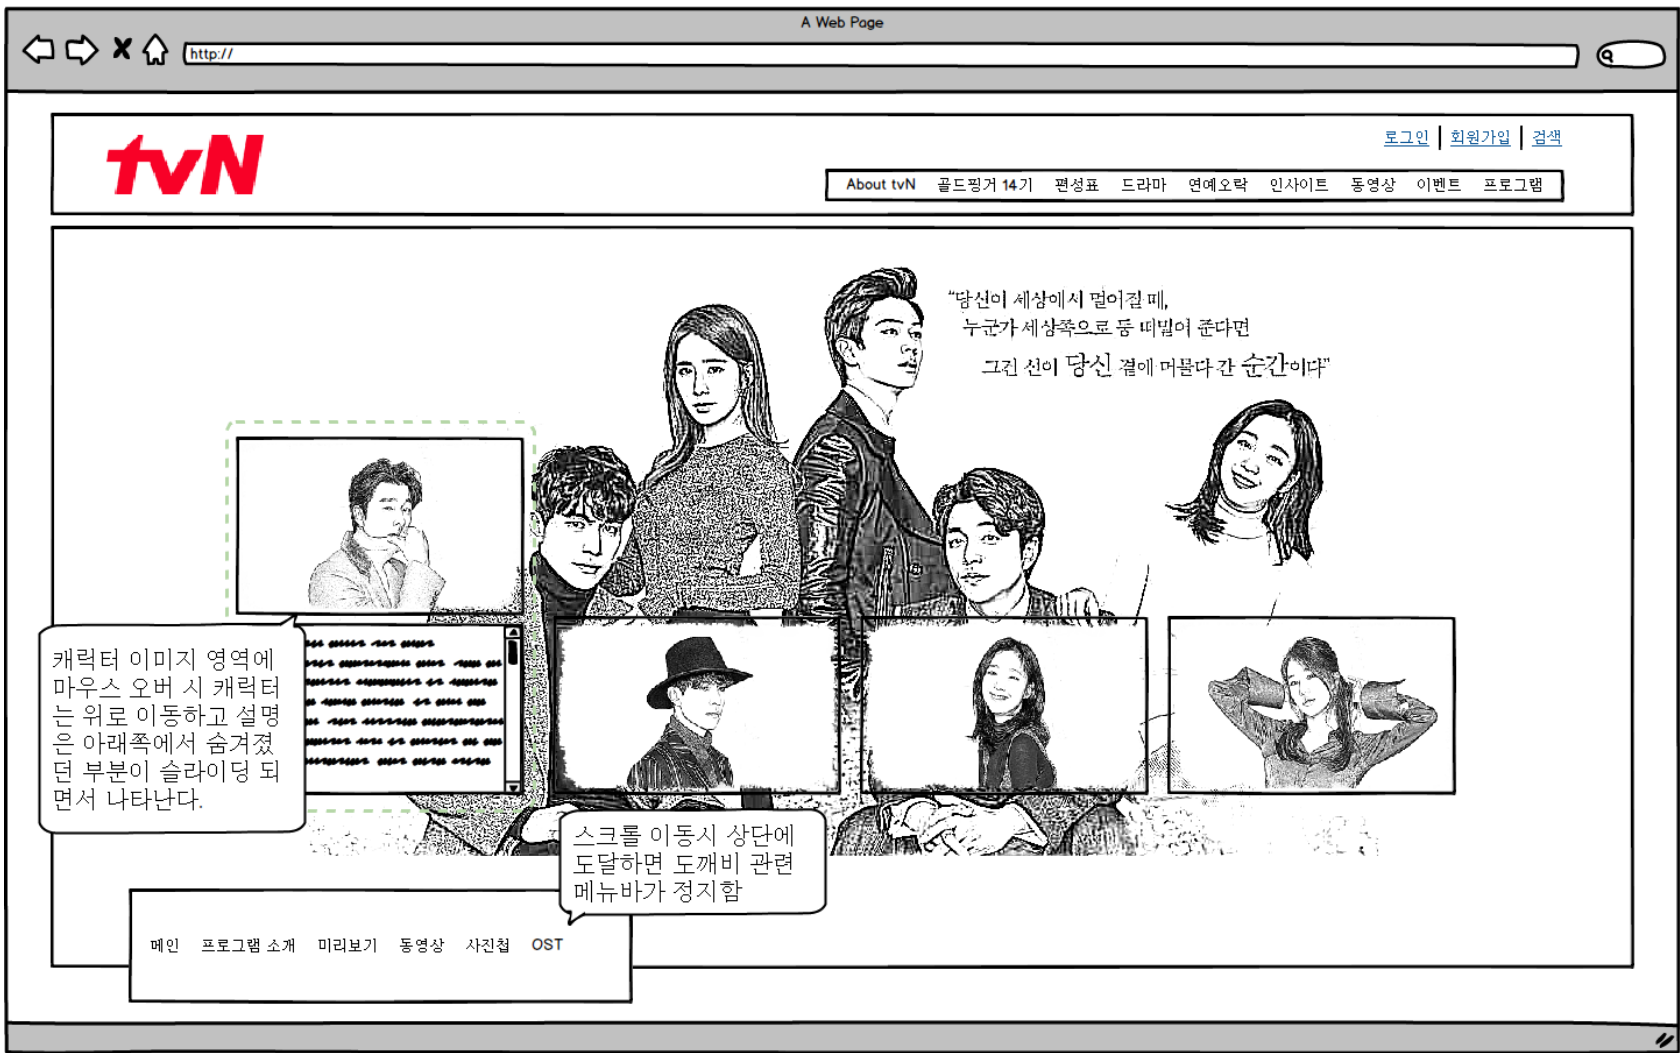 A Web Page
http://
tvN
로그인 | 회원가입 | 검색
About tvN 골드핑거 14기 편성표 드라마 연예오락 인사이트 동영상 이벤트 프로그램
“당신이 세상에서 멀어질 때,
누군가 세상쪽으로 등 떠밀어 준다면
그건 신이 당신 곁에 머물다 간 순간이다”
캐릭터 이미지 영역에
마우스 오버 시 캐릭터
는 위로 이동하고 설명
은 아래쪽에서 숨겨졌
던 부분이 슬라이딩 되
면서 나타난다.
스크롤 이동시 상단에
도달하면 도깨비 관련
메뉴바가 정지함
메인 프로그램 소개 미리보기 동영상 사진첩 OST